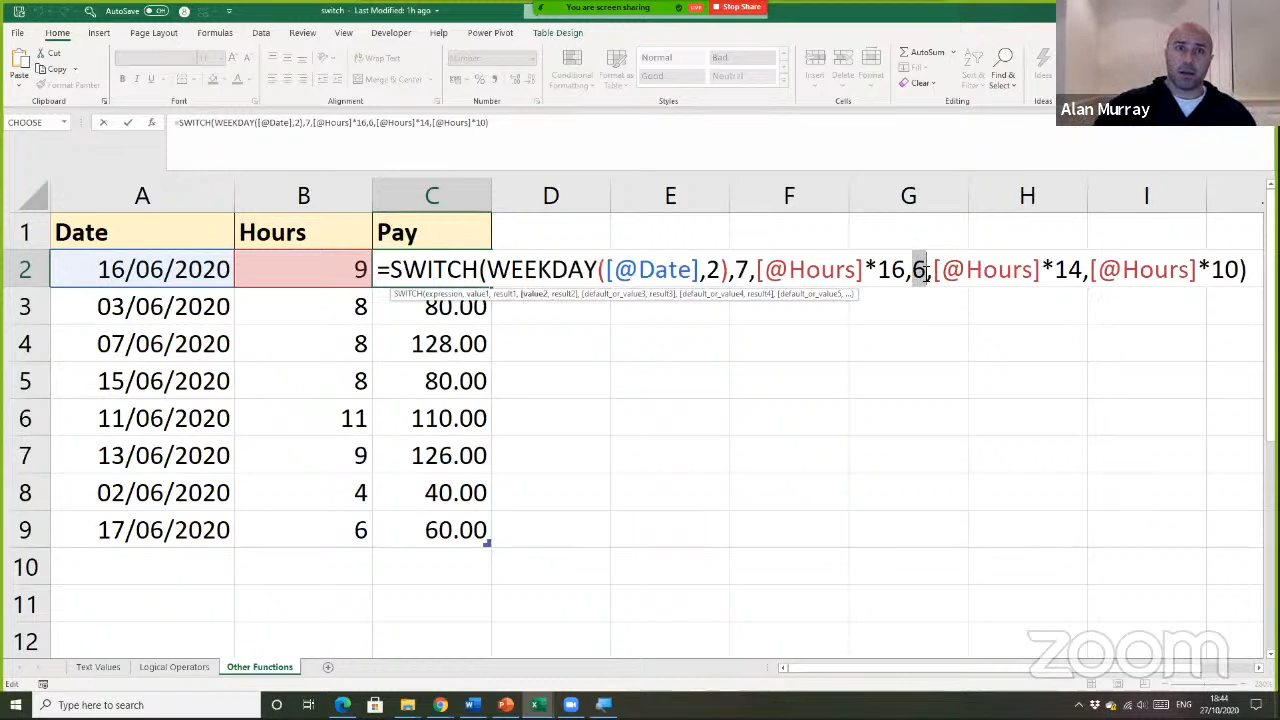 AutoSave Off
switch - Last Modified: 1h ago
You are screen sharing
LIVE
Stop Share
File Home Insert Page Layout Formulas Data Review View Developer Help Power Pivot Table Design
Paste
Cut
Copy
Format Painter
Clipboard
Font
Wrap Text
Merge & Center
Alignment
Number
Conditional Formatting
Format as Table
Normal Bad
Good Neutral
Styles
Insert Delete Format
Cells
AutoSum
Fill
Clear
Sort & Filter
Find & Select
Editing
Ideas
Alan Murray
CHOOSE
=SWITCH(WEEKDAY([@Date],2),7,[@Hours]*16,6,[@Hours]*14,[@Hours]*10)
A B C D E F G H I
1 Date Hours Pay
2 16/06/2020 9 =SWITCH(WEEKDAY([@Date],2),7,[@Hours]*16,6,[@Hours]*14,[@Hours]*10)
SWITCH(expression, value1, result1, [value2, result2], [default_or_value3, result3], [default_or_value4, result4], [default_or_value5, ...)
3 03/06/2020 8 80.00
4 07/06/2020 8 128.00
5 15/06/2020 8 80.00
6 11/06/2020 11 110.00
7 13/06/2020 9 126.00
8 02/06/2020 4 40.00
9 17/06/2020 6 60.00
10
11
12
zoom
Text Values Logical Operators Other Functions
Edit
Type here to search
ENG
18:44
27/10/2020